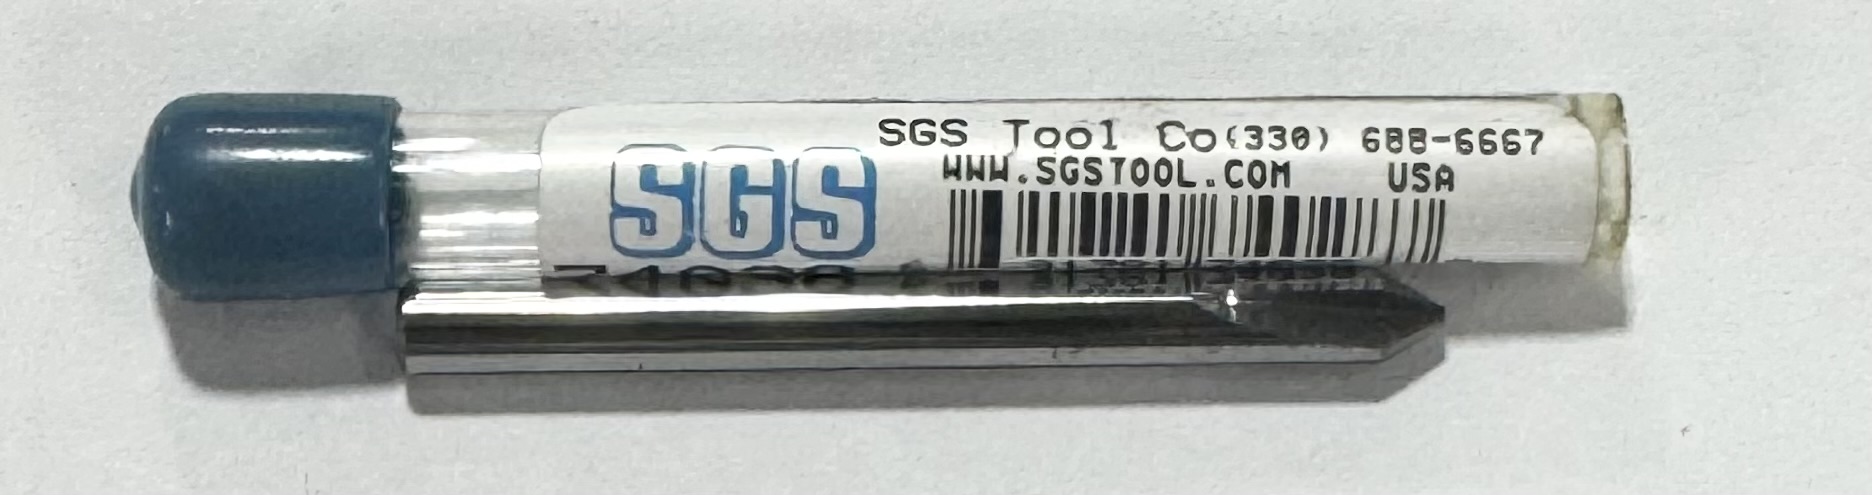 SGS Tool Co (330) 688-6667
WWW.SGSTOOL.COM USA
SGS